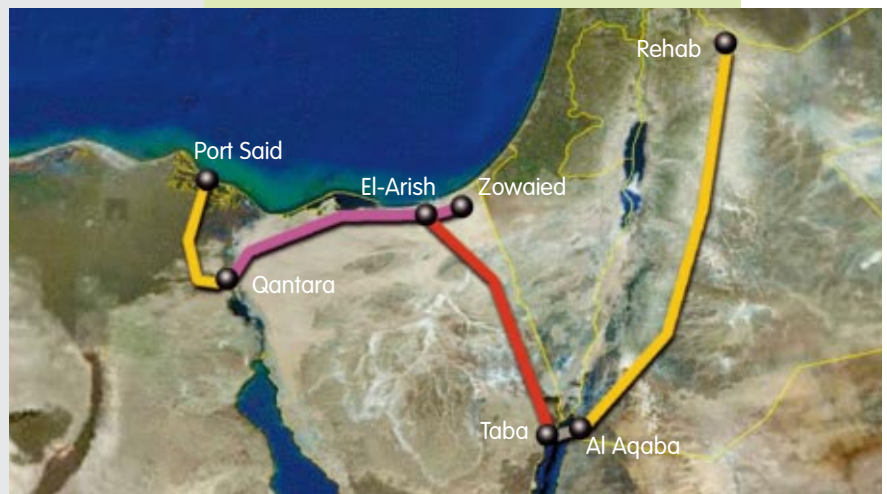 Rehab
Port Said
El-Arish
Zowaied
Qantara
Taba
Al Aqaba